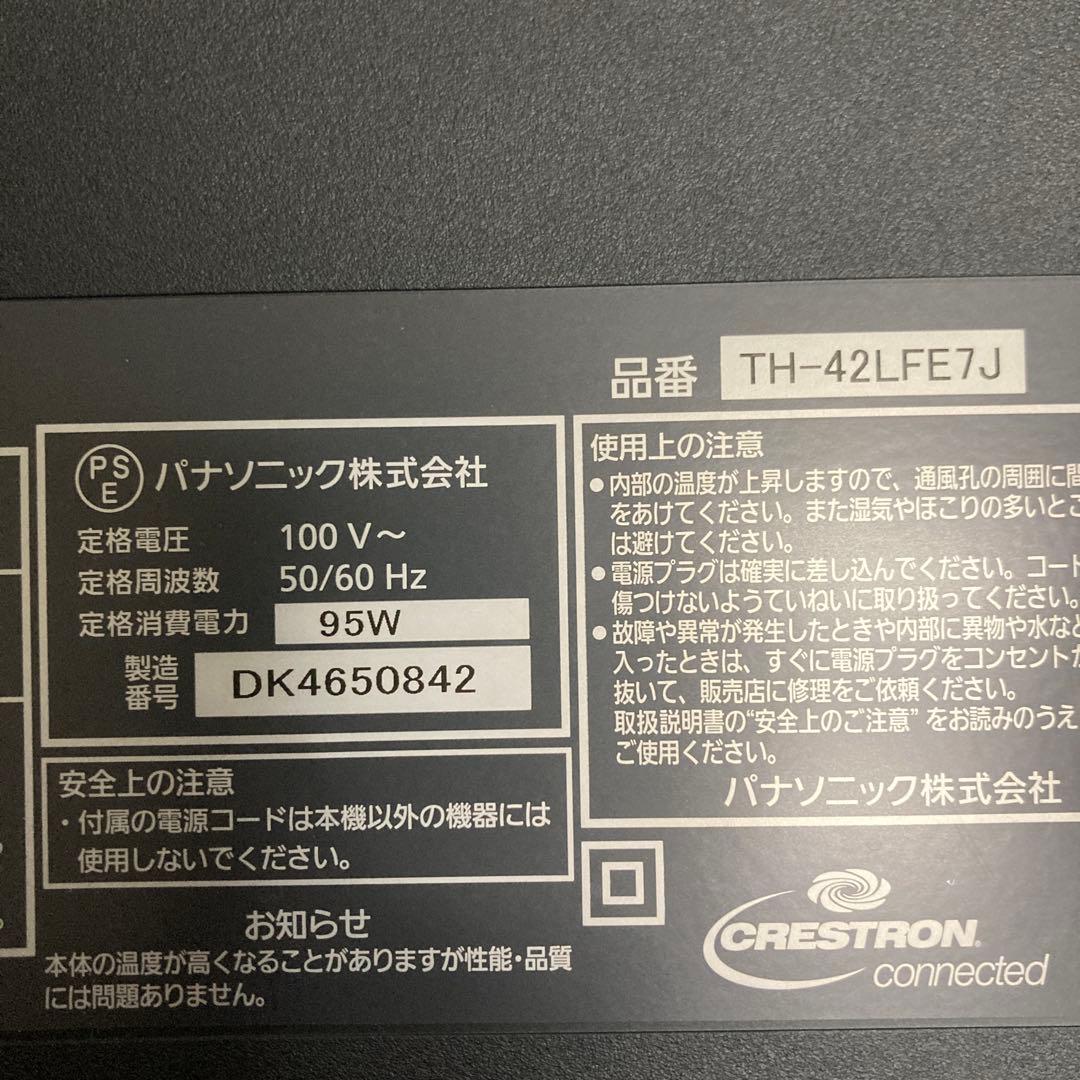 品番 TH-42LFE7J
PSE パナソニック株式会社
定格電圧 100 V～
定格周波数 50/60 Hz
定格消費電力 95W
製造番号 DK4650842
安全上の注意
・付属の電源コードは本機以外の機器には
使用しないでください。
お知らせ
本体の温度が高くなることがありますが性能・品質
には問題ありません。
使用上の注意
●内部の温度が上昇しますので、通風孔の周囲に間
をあけてください。また湿気やほこりの多いとこ
は避けてください。
●電源プラグは確実に差し込んでください。コード
傷つけないようていねいに取り扱ってください。
●故障や異常が発生したときや内部に異物や水など
入ったときは、すぐに電源プラグをコンセントか
抜いて、販売店に修理をご依頼ください。
取扱説明書の“安全上のご注意”をお読みのうえ
ご使用ください。
パナソニック株式会社
CRESTRON®
connected